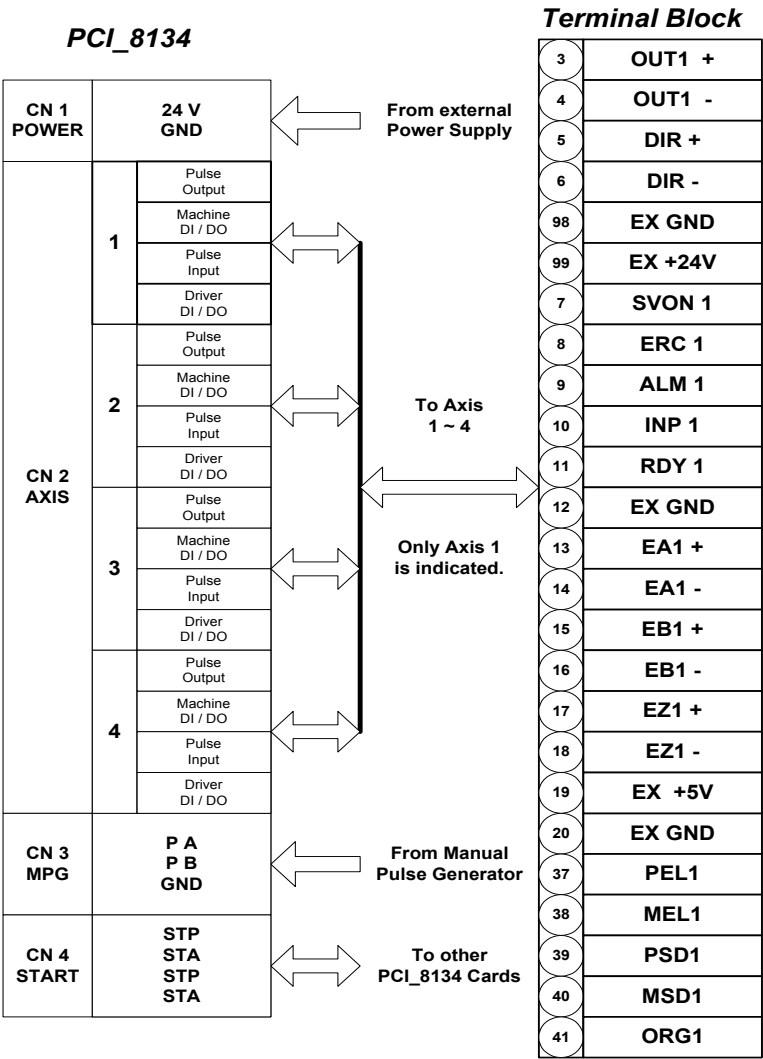 PCI_8134
CN 1
POWER
24 V
GND
From external
Power Supply
CN 2
AXIS
1
Pulse
Output
Machine
DI / DO
Pulse
Input
Driver
DI / DO
2
Pulse
Output
Machine
DI / DO
Pulse
Input
Driver
DI / DO
3
Pulse
Output
Machine
DI / DO
Pulse
Input
Driver
DI / DO
4
Pulse
Output
Machine
DI / DO
Pulse
Input
Driver
DI / DO
To Axis
1 ~ 4
Only Axis 1
is indicated.
CN 3
MPG
P A
P B
GND
From Manual
Pulse Generator
CN 4
START
STP
STA
STP
STA
To other
PCI_8134 Cards
Terminal Block
3 OUT1 +
4 OUT1 -
5 DIR +
6 DIR -
98 EX GND
99 EX +24V
7 SVON 1
8 ERC 1
9 ALM 1
10 INP 1
11 RDY 1
12 EX GND
13 EA1 +
14 EA1 -
15 EB1 +
16 EB1 -
17 EZ1 +
18 EZ1 -
19 EX +5V
20 EX GND
37 PEL1
38 MEL1
39 PSD1
40 MSD1
41 ORG1